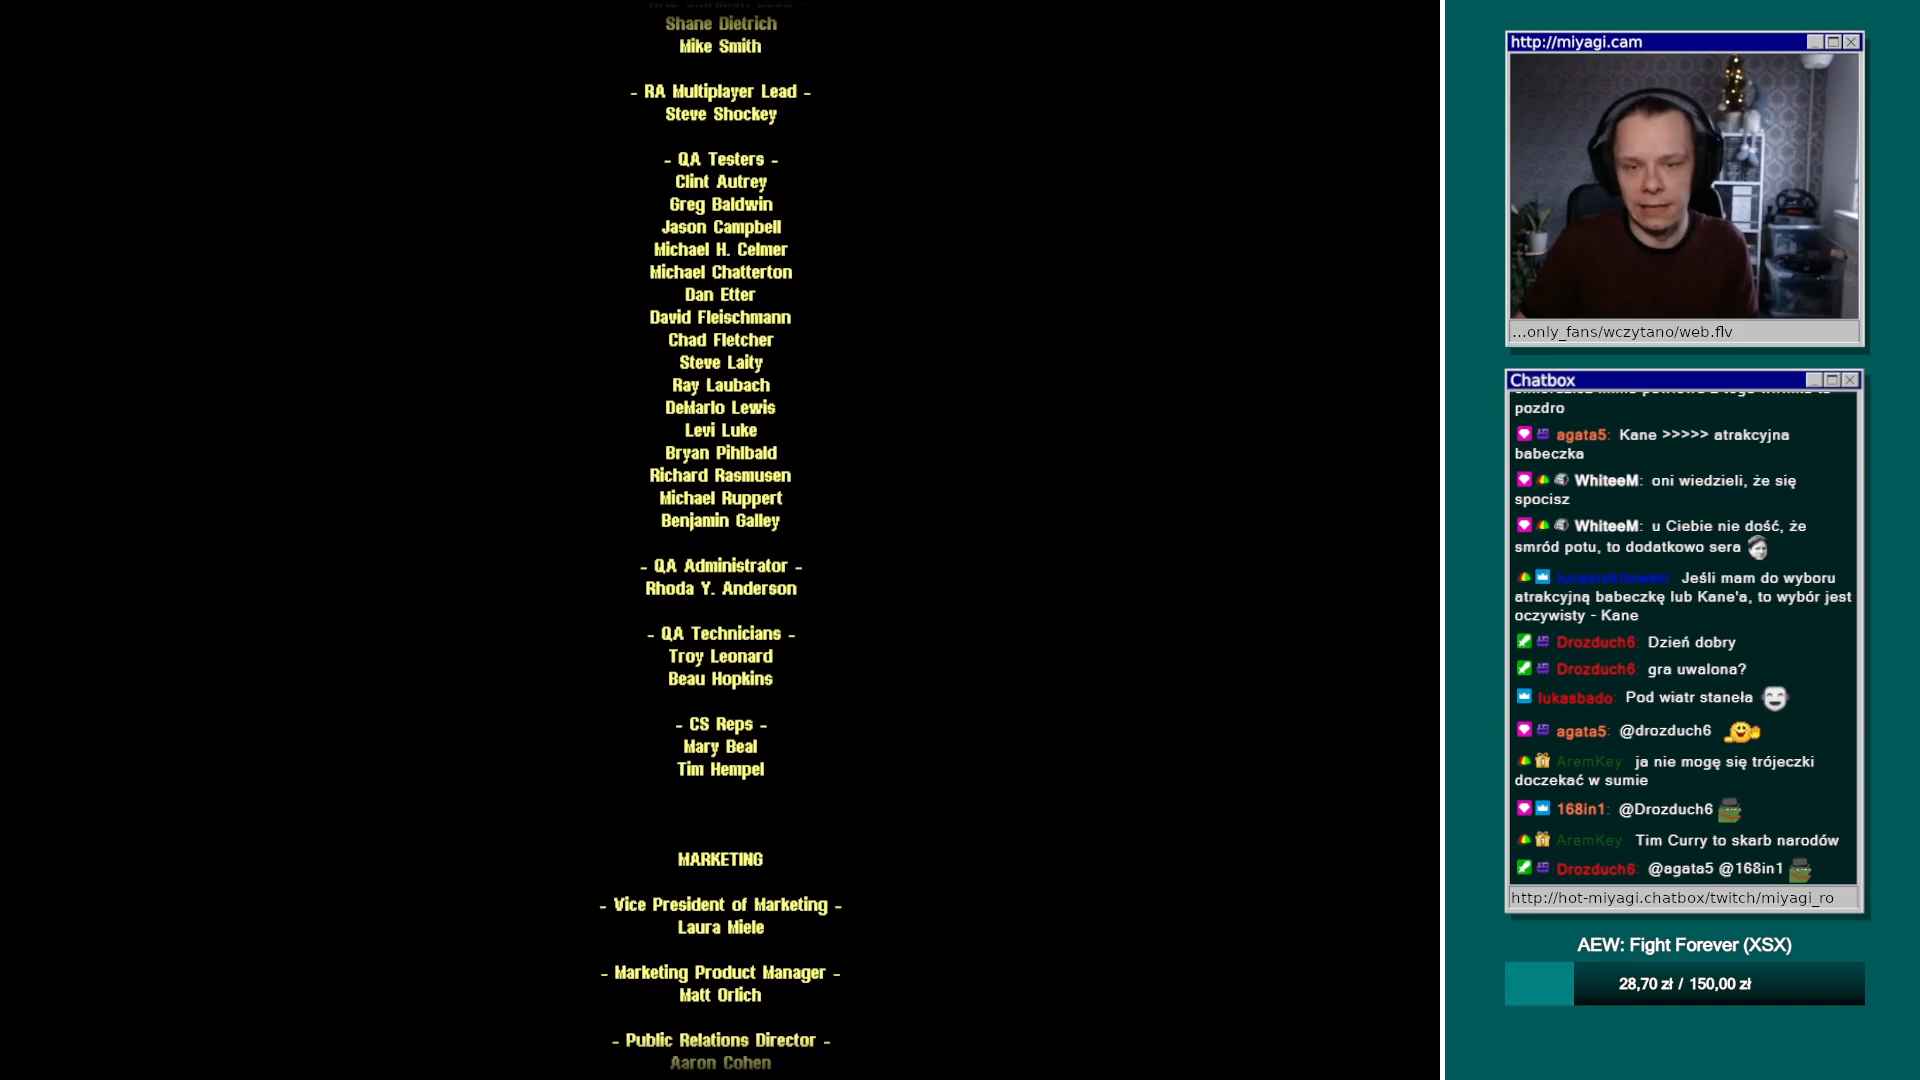 Shane Dietrich
Mike Smith
- RA Multiplayer Lead -
Steve Shockey
- QA Testers -
Clint Autrey
Greg Baldwin
Jason Campbell
Michael H. Celmer
Michael Chatterton
Dan Etter
David Fleischmann
Chad Fletcher
Steve Laity
Ray Laubach
DeMarlo Lewis
Levi Luke
Bryan Pihlbald
Richard Rasmusen
Michael Ruppert
Benjamin Galley
- QA Administrator -
Rhoda Y. Anderson
- QA Technicians -
Troy Leonard
Beau Hopkins
- CS Reps -
Mary Beal
Tim Hempel
MARKETING
- Vice President of Marketing -
Laura Miele
- Marketing Product Manager -
Matt Orlich
- Public Relations Director -
Aaron Cohen
http://miyagi.cam
...only_fans/wczytano/web.flv
Chatbox
pozdro
agata5: Kane >>>>> atrakcyjna
babeczka
WhiteeM: oni wiedzieli, że się
spocisz
WhiteeM: u Ciebie nie dość, że
smród potu, to dodatkowo sera
lucasrokitowski: Jeśli mam do wyboru
atrakcyjną babeczkę lub Kane'a, to wybór jest
oczywisty - Kane
Drozduch6: Dzień dobry
Drozduch6: gra uwalona?
lukasbado: Pod wiatr staneła
agata5: @drozduch6
AremKey: ja nie mogę się trójeczki
doczekać w sumie
168in1: @Drozduch6
AremKey: Tim Curry to skarb narodów
Drozduch6: @agata5 @168in1
http://hot-miyagi.chatbox/twitch/miyagi_ro
AEW: Fight Forever (XSX)
28,70 zł / 150,00 zł